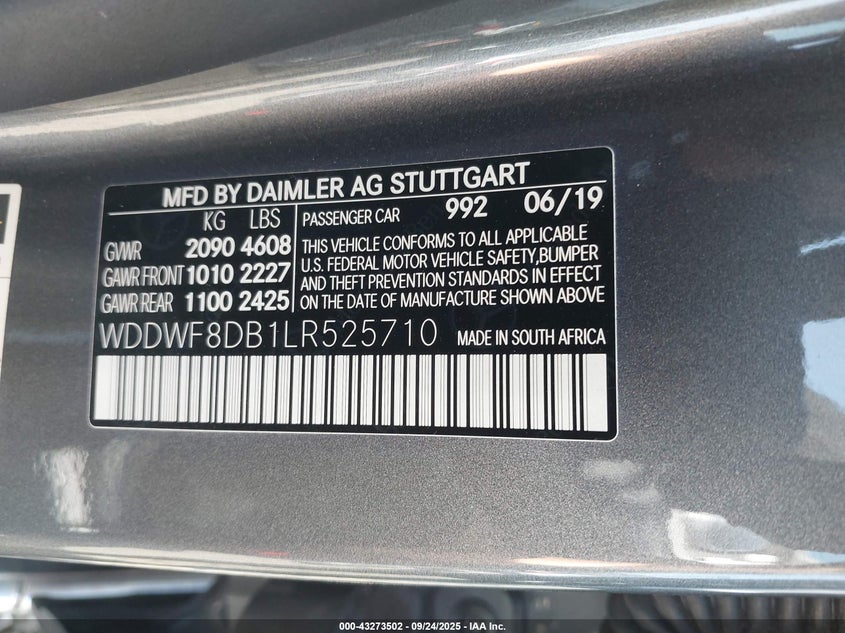 MFD BY DAIMLER AG STUTTGART
KG LBS
GVWR 2090 4608
GAWR FRONT 1010 2227
GAWR REAR 1100 2425
PASSENGER CAR 992 06/19
THIS VEHICLE CONFORMS TO ALL APPLICABLE
U.S. FEDERAL MOTOR VEHICLE SAFETY,BUMPER
AND THEFT PREVENTION STANDARDS IN EFFECT
ON THE DATE OF MANUFACTURE SHOWN ABOVE
WDDWF8DB1LR525710 MADE IN SOUTH AFRICA
000-43273502 - 09/24/2025 - IAA Inc.